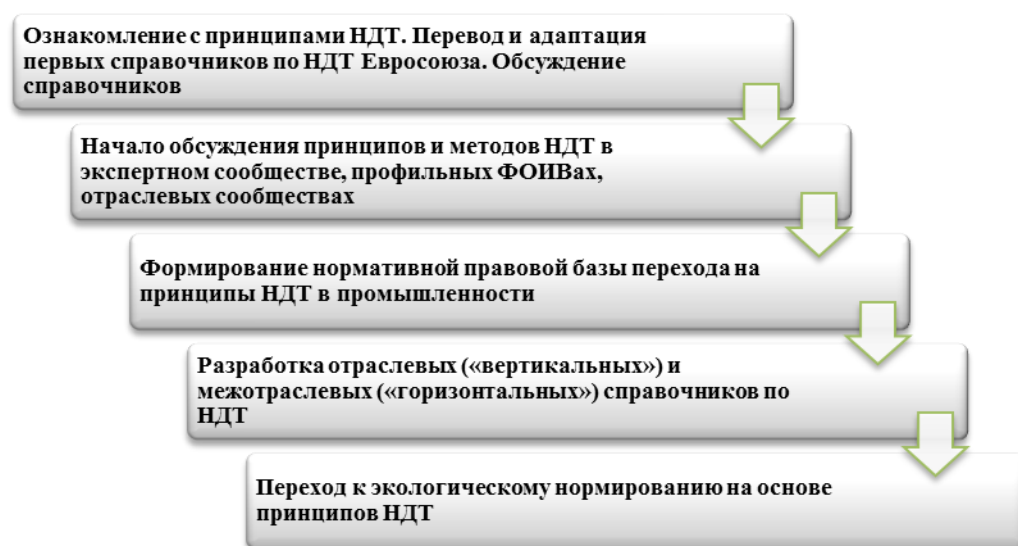 Ознакомление с принципами НДТ. Перевод и адаптация
первых справочников по НДТ Евросоюза. Обсуждение
справочников
Начало обсуждения принципов и методов НДТ в
экспертном сообществе, профильных ФОИВах,
отраслевых сообществах
Формирование нормативной правовой базы перехода на
принципы НДТ в промышленности
Разработка отраслевых («вертикальных») и
межотраслевых («горизонтальных») справочников по
НДТ
Переход к экологическому нормированию на основе
принципов НДТ